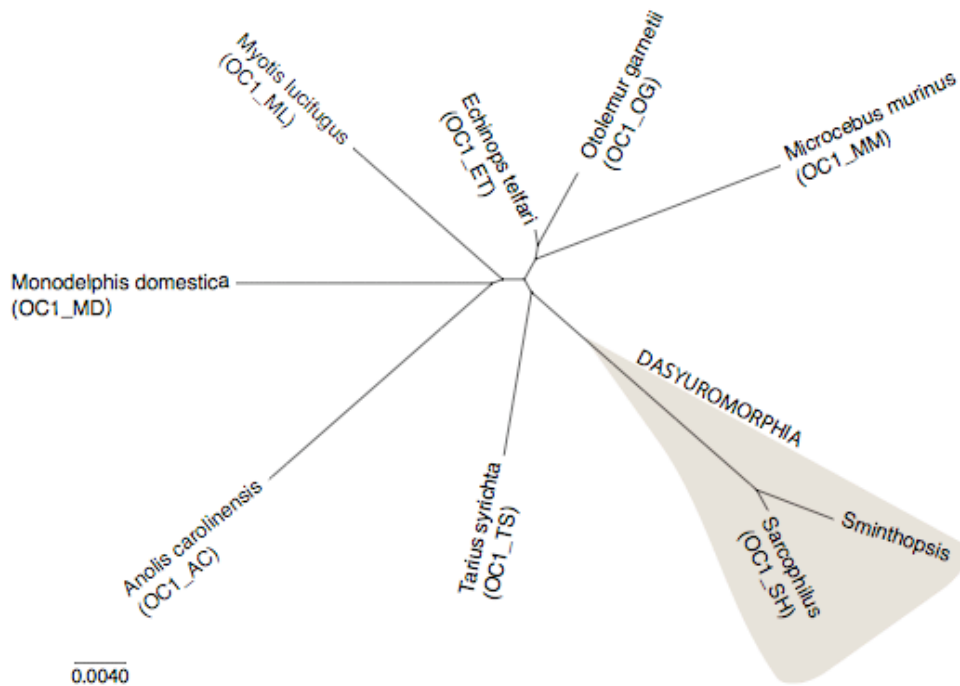 Myotis lucifugus
(OC1_ML)
Echinops telfari
(OC1_ET)
Otolemur garnetii
(OC1_OG)
Microcebus murinus
(OC1_MM)
Monodelphis domestica
(OC1_MD)
DASYUROMORPHIA
Anolis carolinensis
(OC1_AC)
Tarius syrichta
(OC1_TS)
Sarcophilus
(OC1_SH)
Sminthopsis
0.0040